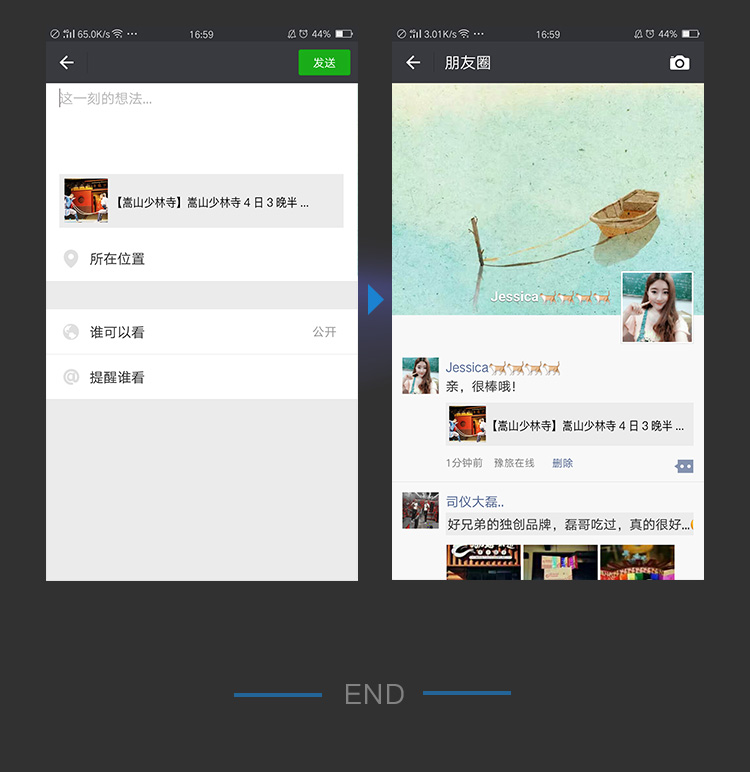 65.0K/s
16:59
44%
发送
这一刻的想法...
【嵩山少林寺】嵩山少林寺 4 日 3 晚半 ...
所在位置
谁可以看
公开
提醒谁看
3.01K/s
16:59
44%
朋友圈
Jessica
Jessica
亲，很棒哦！
【嵩山少林寺】嵩山少林寺 4 日 3 晚半 ...
1分钟前 豫旅在线 删除
司仪大磊..
好兄弟的独创品牌，磊哥吃过，真的很好...
END